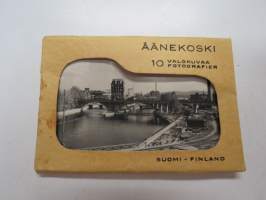 ÄÄNEKOSKI
10 VALOKUVAA
FOTOGRAFIER
SUOMI - FINLAND